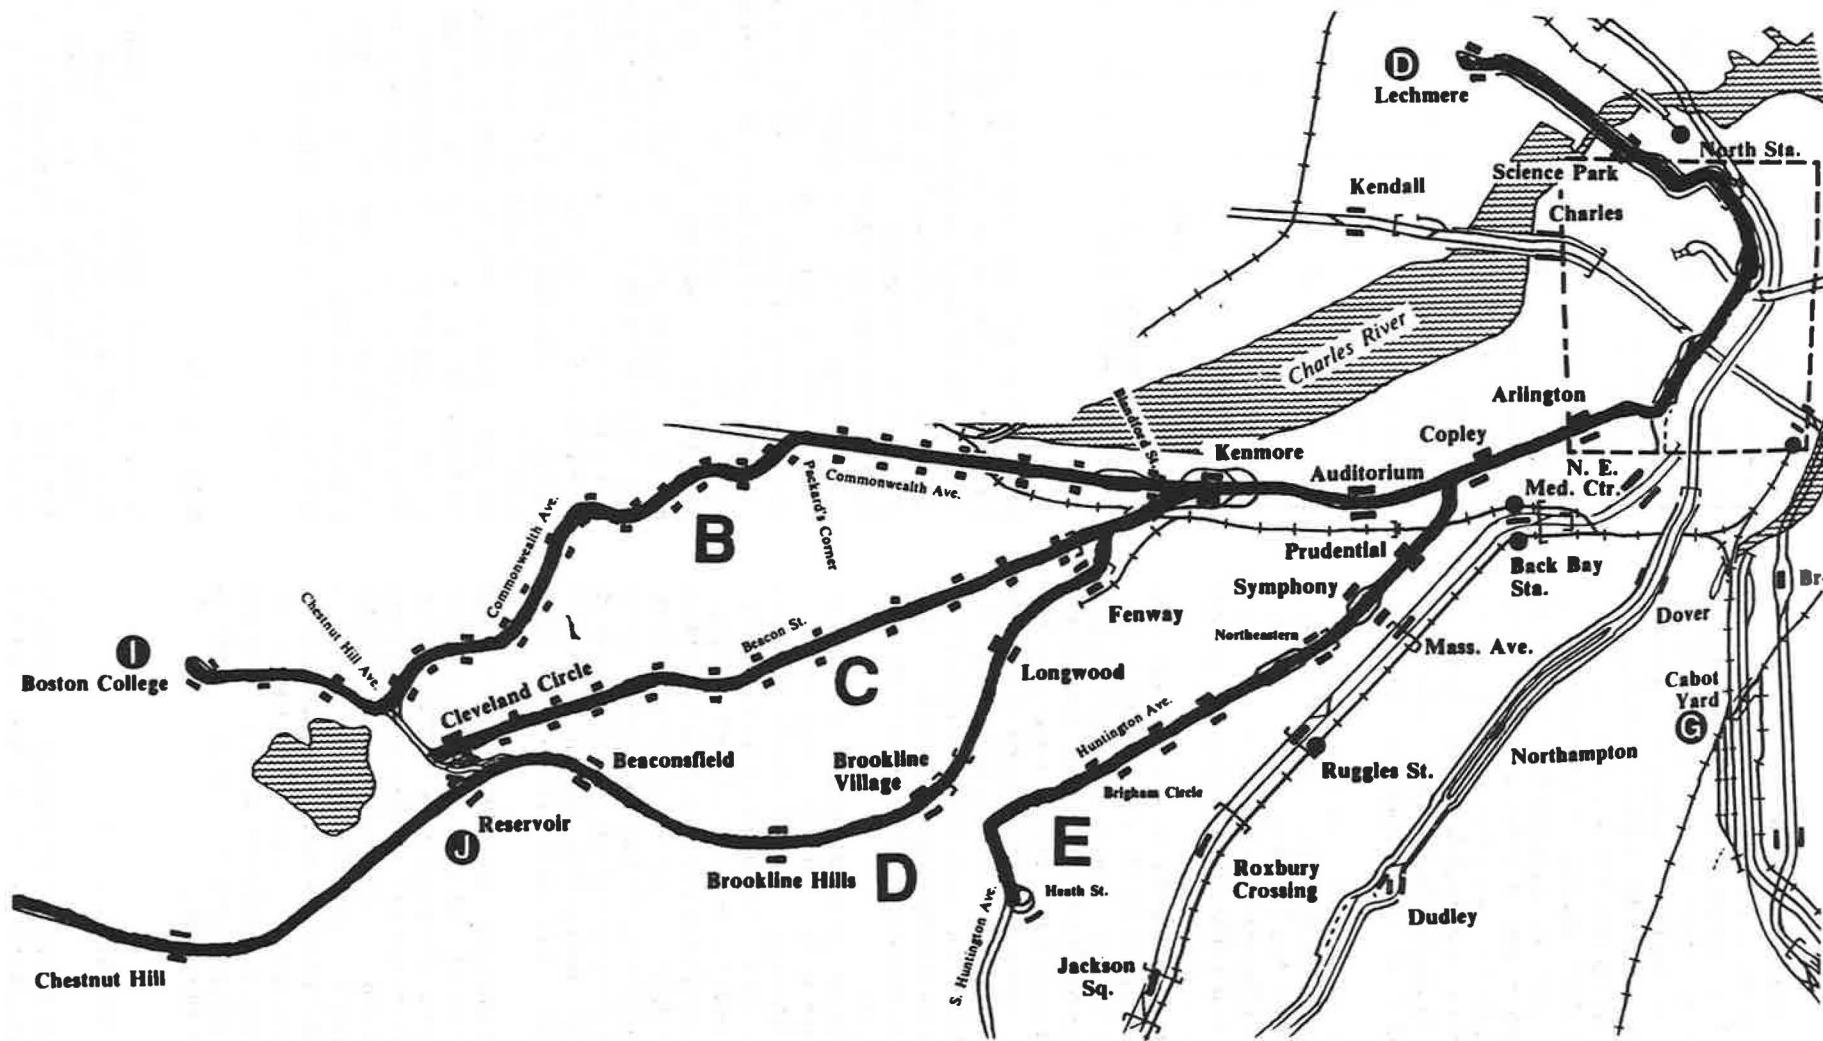 D
Lechmere
North Sta.
Science Park
Kendall
Charles
Charles River
Arlington
Blandford St.
Copley
Kenmore
Auditorium
N. E.
Med. Ctr.
Commonwealth Ave.
Packard's Corner
B
Commonwealth Ave.
Prudential
Back Bay
Sta.
Symphony
Fenway
Dover
Br
Chestnut Hill Ave.
Beacon St.
Northeastern
Mass. Ave.
I
Boston College
Cleveland Circle
C
Longwood
Cabot
Yard
G
Huntington Ave.
Beaconsfield
Brookline
Village
Northampton
Ruggles St.
Brigham Circle
Reservoir
J
E
Brookline Hills
D
Roxbury
Crossing
Heath St.
Dudley
S. Huntington Ave.
Jackson
Sq.
Chestnut Hill